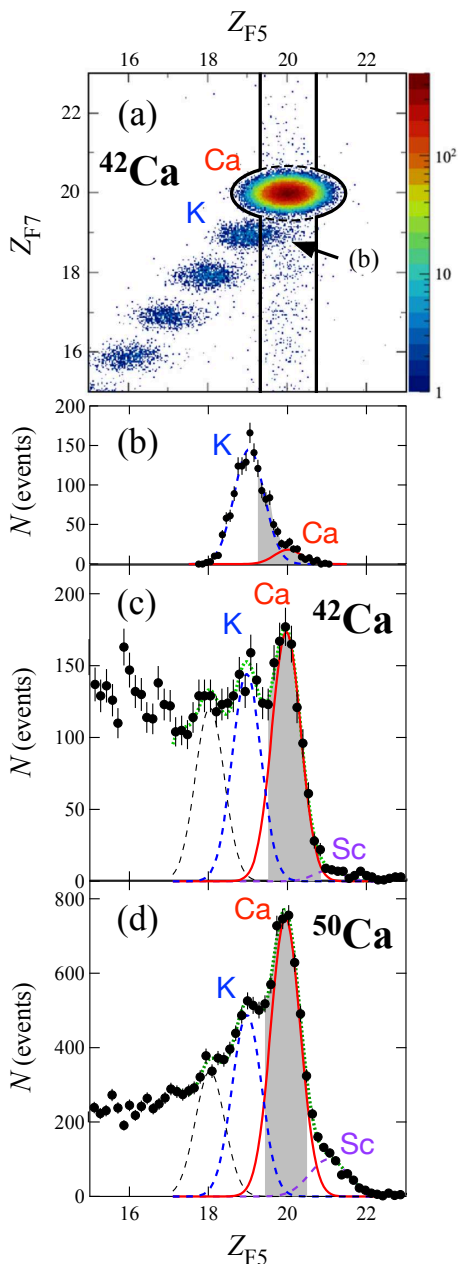 Z_F5
16 18 20 22
(a)
22
⁴²Ca
Ca
10²
K
20
Z_F7
(b)
18
10
16
1
200
(b)
K
150
N (events)
100
Ca
50
0
Ca
(c)
⁴²Ca
200
K
150
N (events)
100
50
Sc
0
800
(d)
Ca
⁵⁰Ca
600
K
N (events)
400
Sc
200
0
16 18 20 22
Z_F5